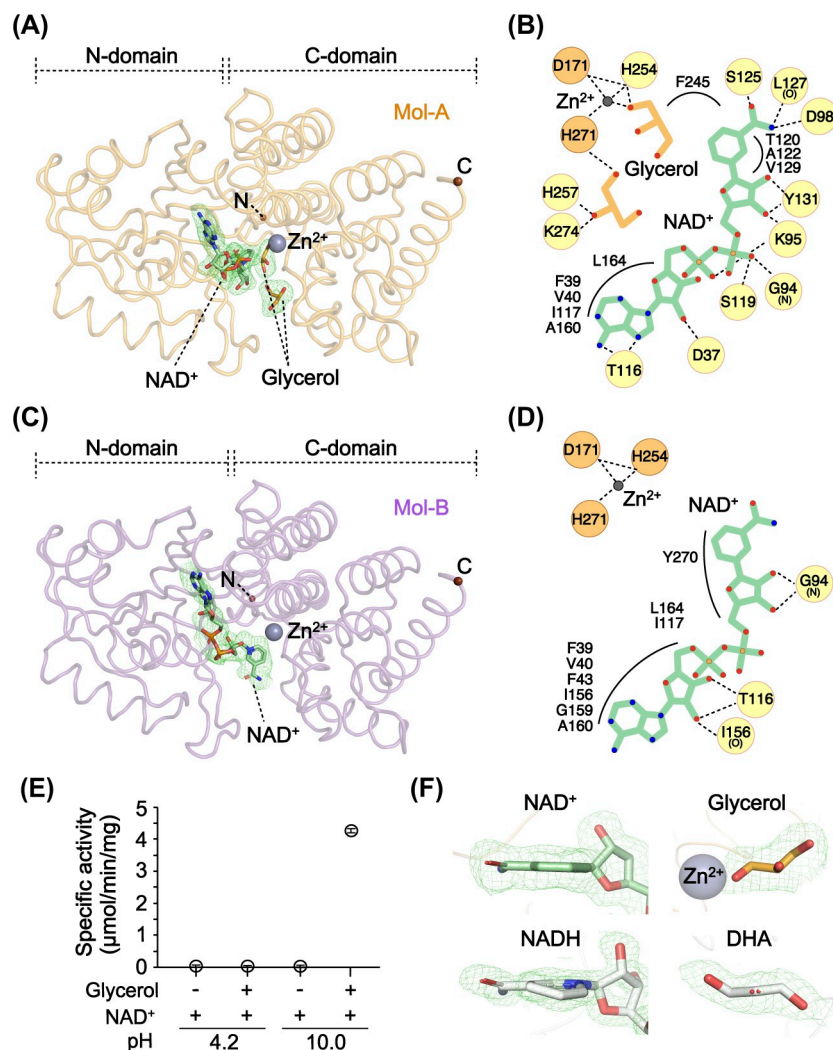 (A)
N-domain C-domain
Mol-A
C
N
Zn2+
NAD+
Glycerol
(B)
D171
H254
Zn2+
H271
F245
S125
L127
(O)
D98
T120
A122
V129
Glycerol
H257
K274
NAD+
Y131
K95
L164
F39
V40
I117
A160
S119
G94
(N)
D37
T116
(C)
N-domain C-domain
Mol-B
C
N
Zn2+
NAD+
(D)
D171
H254
Zn2+
H271
NAD+
Y270
G94
(N)
L164
I117
F39
V40
F43
I156
G159
A160
T116
I156
(O)
(E)
Specific activity
(μmol/min/mg)
5
4
3
2
1
0
Glycerol - + - +
NAD+ + + + +
pH 4.2 10.0
(F)
NAD+ Glycerol
Zn2+
NADH DHA